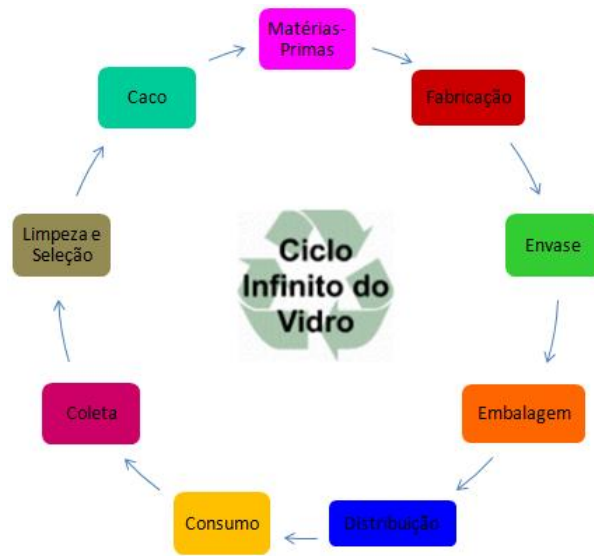 Matérias-
Primas
Fabricação
Envase
Embalagem
Distribuição
Consumo
Coleta
Limpeza e
Seleção
Caco
Ciclo
Infinito do
Vidro